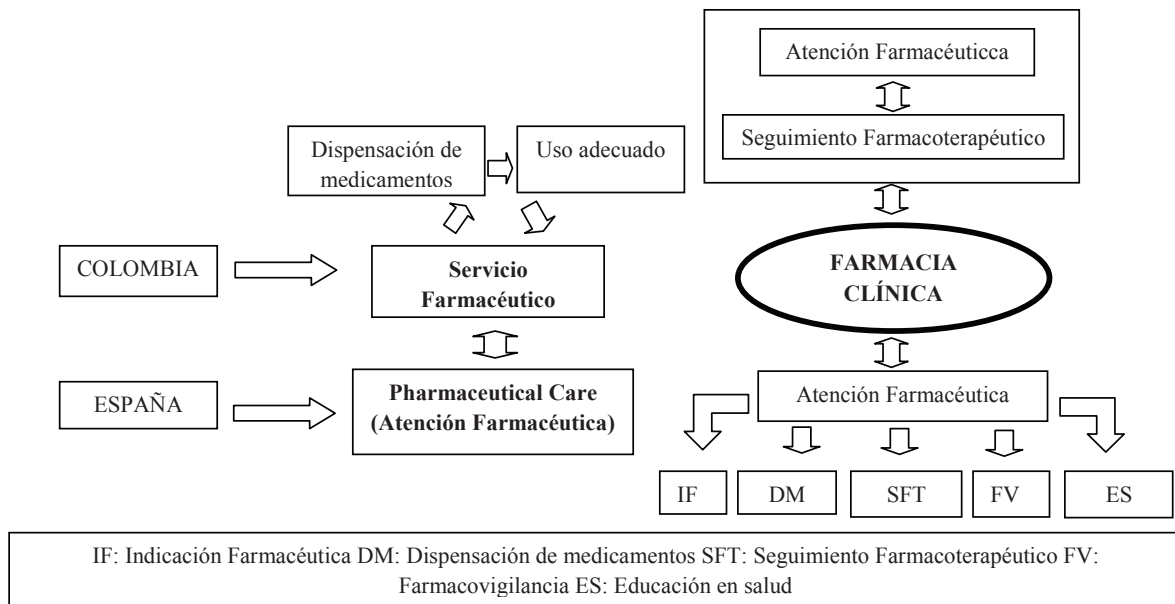 Atención Farmacéuticca
Seguimiento Farmacoterapéutico
Dispensación de
medicamentos
Uso adecuado
COLOMBIA
Servicio
Farmacéutico
FARMACIA
CLÍNICA
ESPAÑA
Pharmaceutical Care
(Atención Farmacéutica)
Atención Farmacéutica
IF
DM
SFT
FV
ES
IF: Indicación Farmacéutica DM: Dispensación de medicamentos SFT: Seguimiento Farmacoterapéutico FV:
Farmacovigilancia ES: Educación en salud